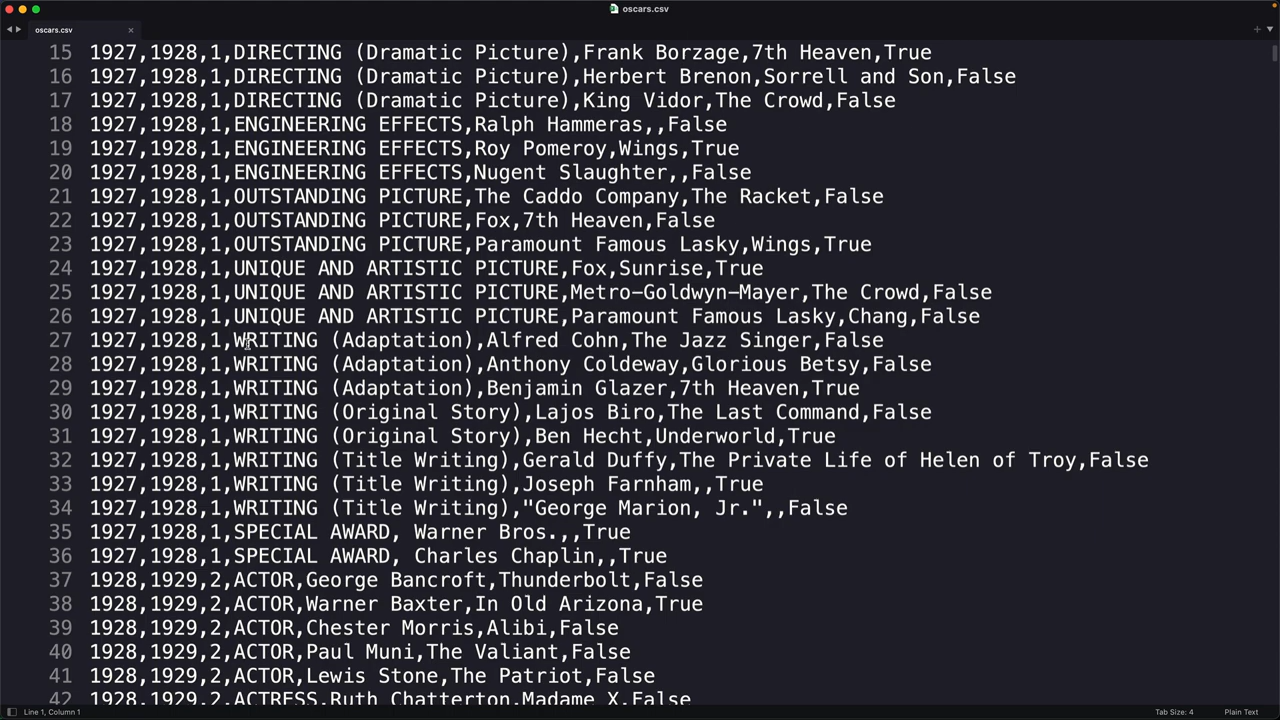 oscars.csv
oscars.csv
15 1927,1928,1,DIRECTING (Dramatic Picture),Frank Borzage,7th Heaven,True
16 1927,1928,1,DIRECTING (Dramatic Picture),Herbert Brenon,Sorrell and Son,False
17 1927,1928,1,DIRECTING (Dramatic Picture),King Vidor,The Crowd,False
18 1927,1928,1,ENGINEERING EFFECTS,Ralph Hammeras,,False
19 1927,1928,1,ENGINEERING EFFECTS,Roy Pomeroy,Wings,True
20 1927,1928,1,ENGINEERING EFFECTS,Nugent Slaughter,,False
21 1927,1928,1,OUTSTANDING PICTURE,The Caddo Company,The Racket,False
22 1927,1928,1,OUTSTANDING PICTURE,Fox,7th Heaven,False
23 1927,1928,1,OUTSTANDING PICTURE,Paramount Famous Lasky,Wings,True
24 1927,1928,1,UNIQUE AND ARTISTIC PICTURE,Fox,Sunrise,True
25 1927,1928,1,UNIQUE AND ARTISTIC PICTURE,Metro-Goldwyn-Mayer,The Crowd,False
26 1927,1928,1,UNIQUE AND ARTISTIC PICTURE,Paramount Famous Lasky,Chang,False
27 1927,1928,1,WRITING (Adaptation),Alfred Cohn,The Jazz Singer,False
28 1927,1928,1,WRITING (Adaptation),Anthony Coldeway,Glorious Betsy,False
29 1927,1928,1,WRITING (Adaptation),Benjamin Glazer,7th Heaven,True
30 1927,1928,1,WRITING (Original Story),Lajos Biro,The Last Command,False
31 1927,1928,1,WRITING (Original Story),Ben Hecht,Underworld,True
32 1927,1928,1,WRITING (Title Writing),Gerald Duffy,The Private Life of Helen of Troy,False
33 1927,1928,1,WRITING (Title Writing),Joseph Farnham,,True
34 1927,1928,1,WRITING (Title Writing),"George Marion, Jr.",,False
35 1927,1928,1,SPECIAL AWARD, Warner Bros.,,True
36 1927,1928,1,SPECIAL AWARD, Charles Chaplin,,True
37 1928,1929,2,ACTOR,George Bancroft,Thunderbolt,False
38 1928,1929,2,ACTOR,Warner Baxter,In Old Arizona,True
39 1928,1929,2,ACTOR,Chester Morris,Alibi,False
40 1928,1929,2,ACTOR,Paul Muni,The Valiant,False
41 1928,1929,2,ACTOR,Lewis Stone,The Patriot,False
42 1928,1929,2,ACTRESS,Ruth Chatterton,Madame X,False
Line 1, Column 1
Tab Size: 4
Plain Text